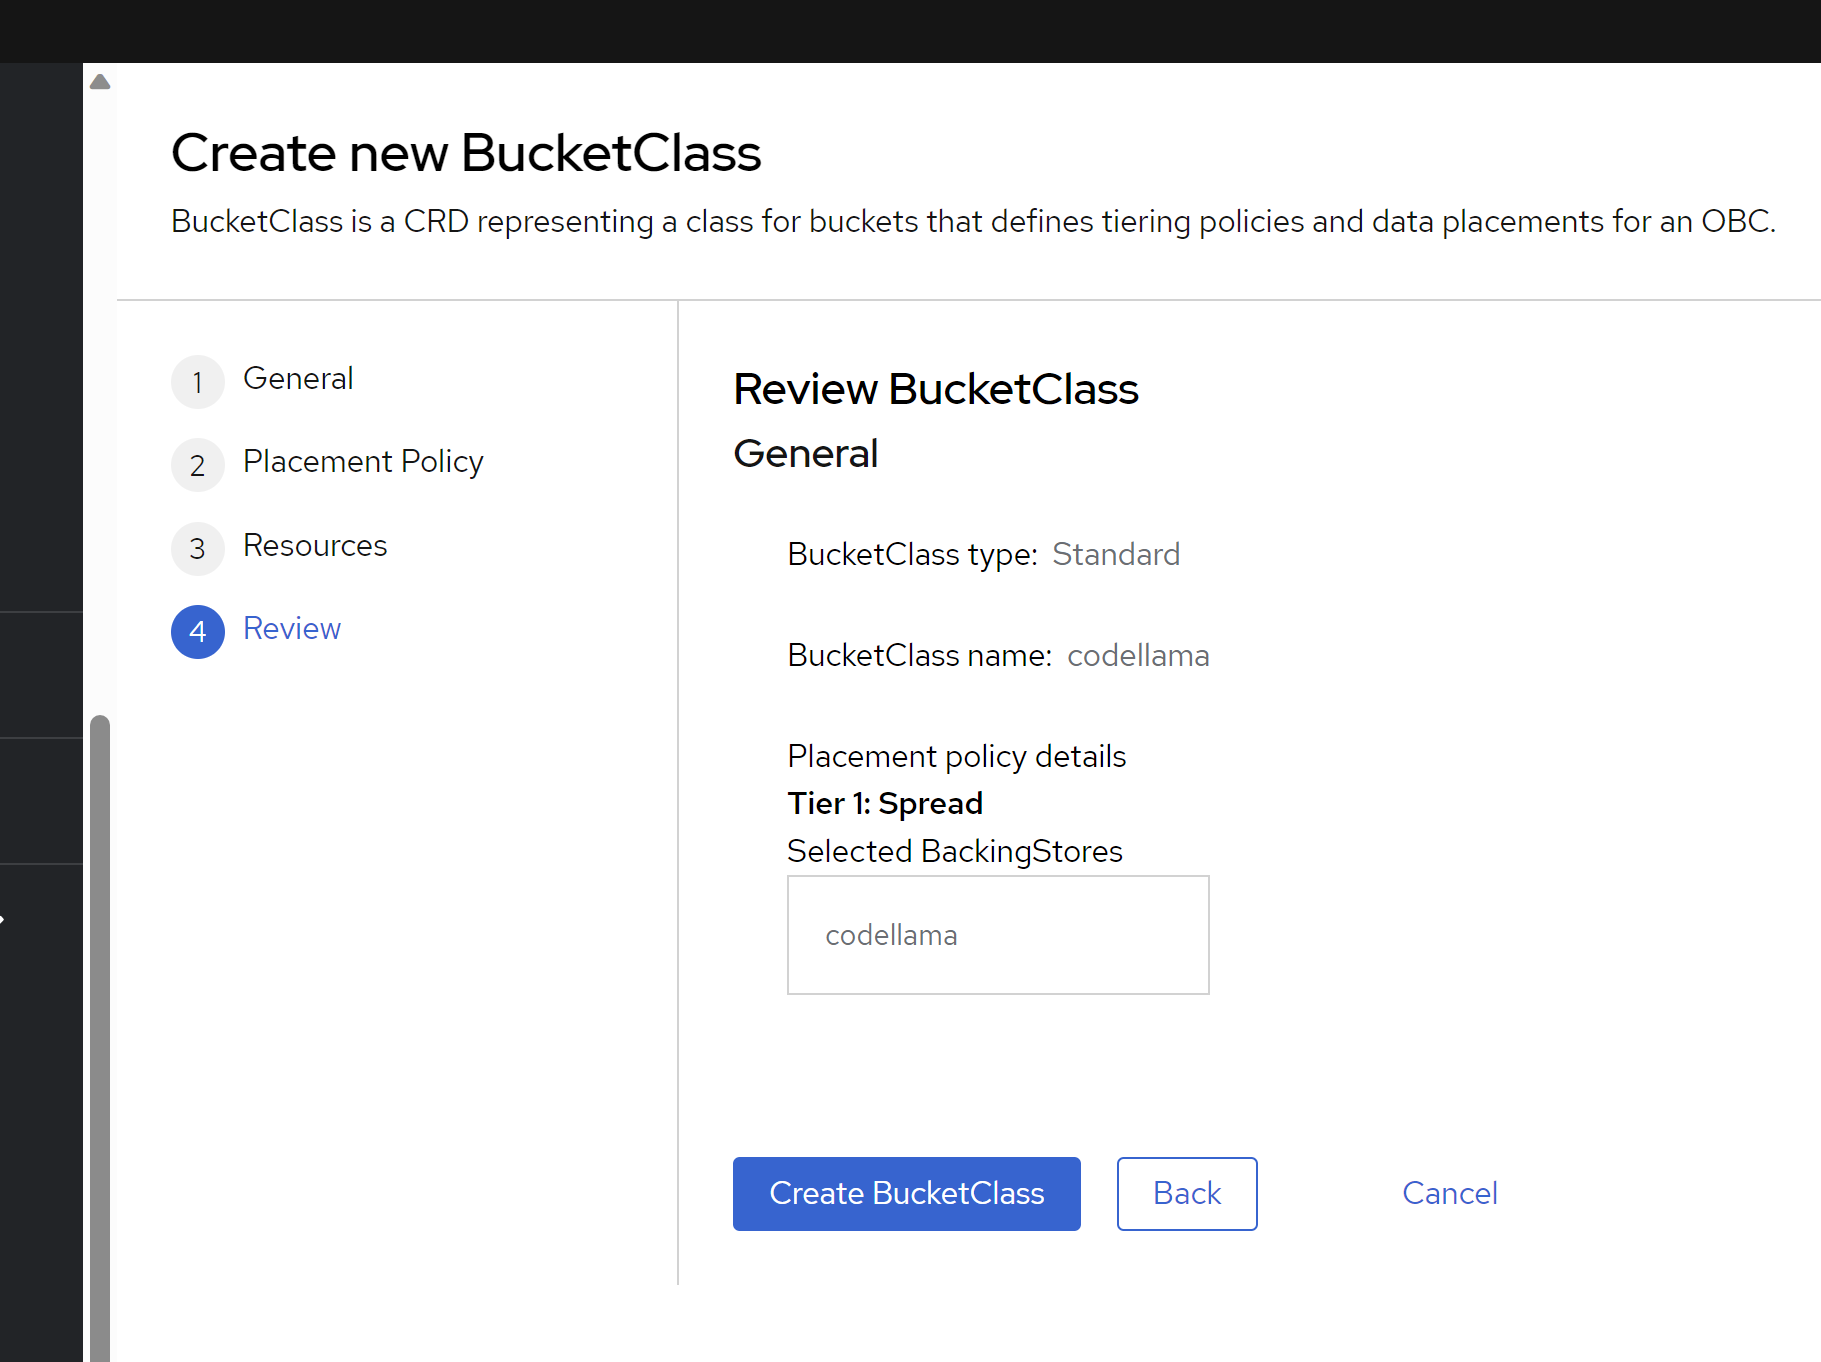 Create new BucketClass
BucketClass is a CRD representing a class for buckets that defines tiering policies and data placements for an OBC.
1 General
2 Placement Policy
3 Resources
4 Review
Review BucketClass
General
BucketClass type: Standard
BucketClass name: codellama
Placement policy details
Tier 1: Spread
Selected BackingStores
codellama
Create BucketClass Back Cancel